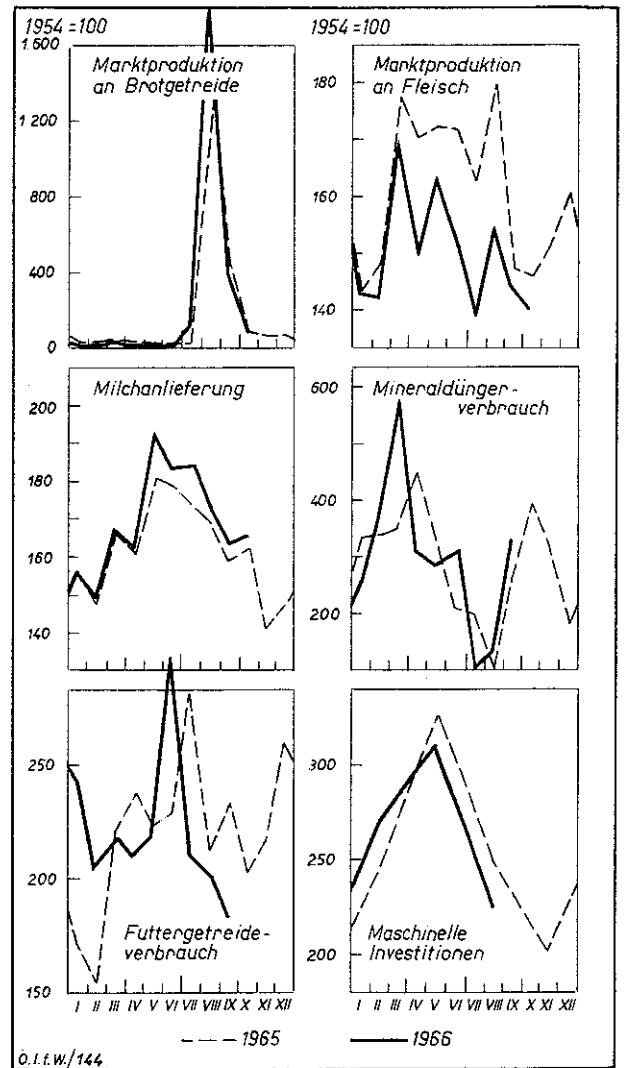 1954=100
1.600
Marktproduktion
an Brotgetreide
1.200
800
400
0
1954=100
180
Marktproduktion
an Fleisch
160
140
200
Milchanlieferung
180
160
140
600
Mineraldünger-
verbrauch
400
200
250
200
Futtergetreide-
verbrauch
150
I II III IV V VI VII VIII IX X XI XII
300
250
Maschinelle
Investitionen
200
I II III IV V VI VII VIII IX X XI XII
1965 1966
Ö.I.f.W./144